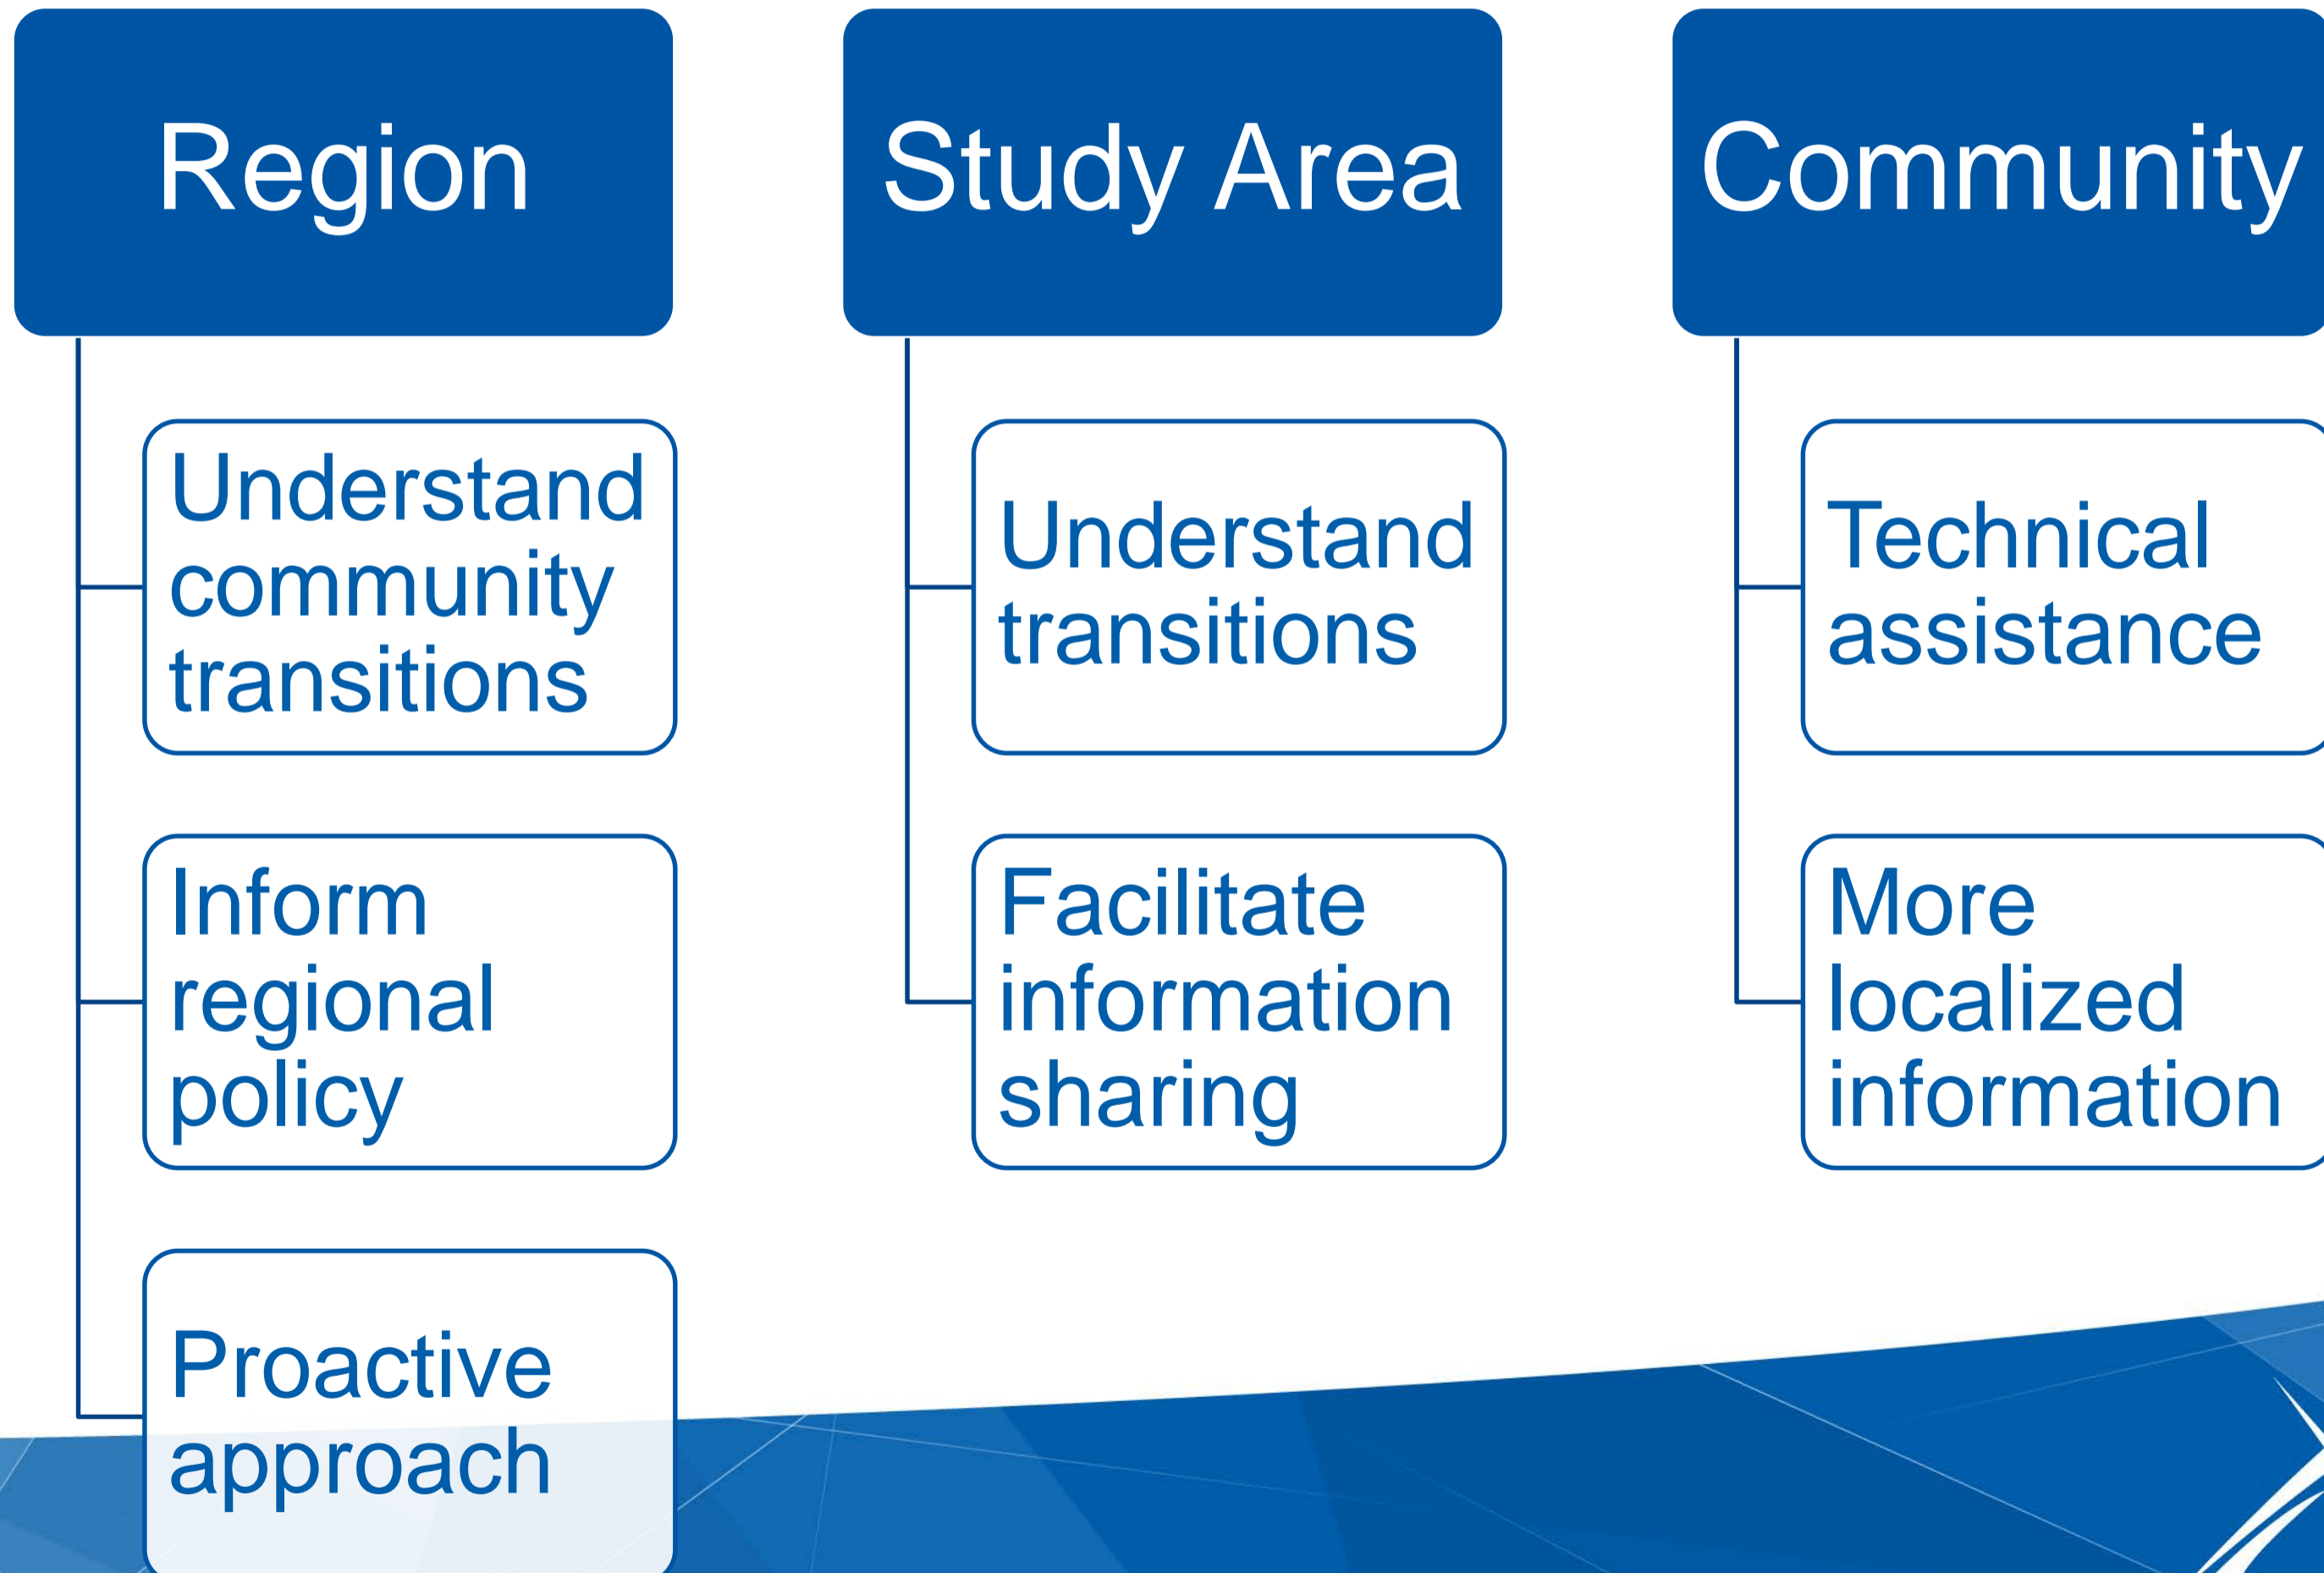 Region
Understand
community
transitions
Inform
regional
policy
Proactive
approach
Study Area
Understand
transitions
Facilitate
information
sharing
Community
Technical
assistance
More
localized
information